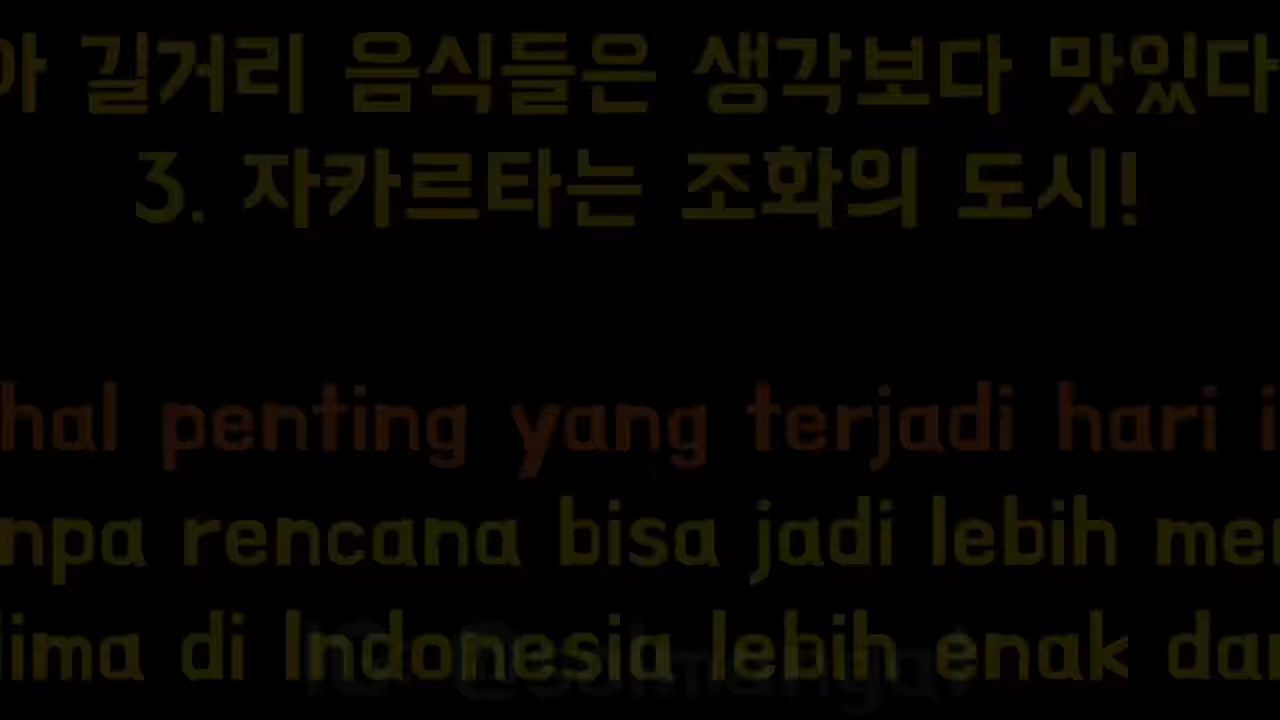 아 길거리 음식들은 생각보다 맛있다
3. 자카르타는 조화의 도시!
hal penting yang terjadi hari i
npa rencana bisa jadi lebih me
lima di Indonesia lebih enak dar